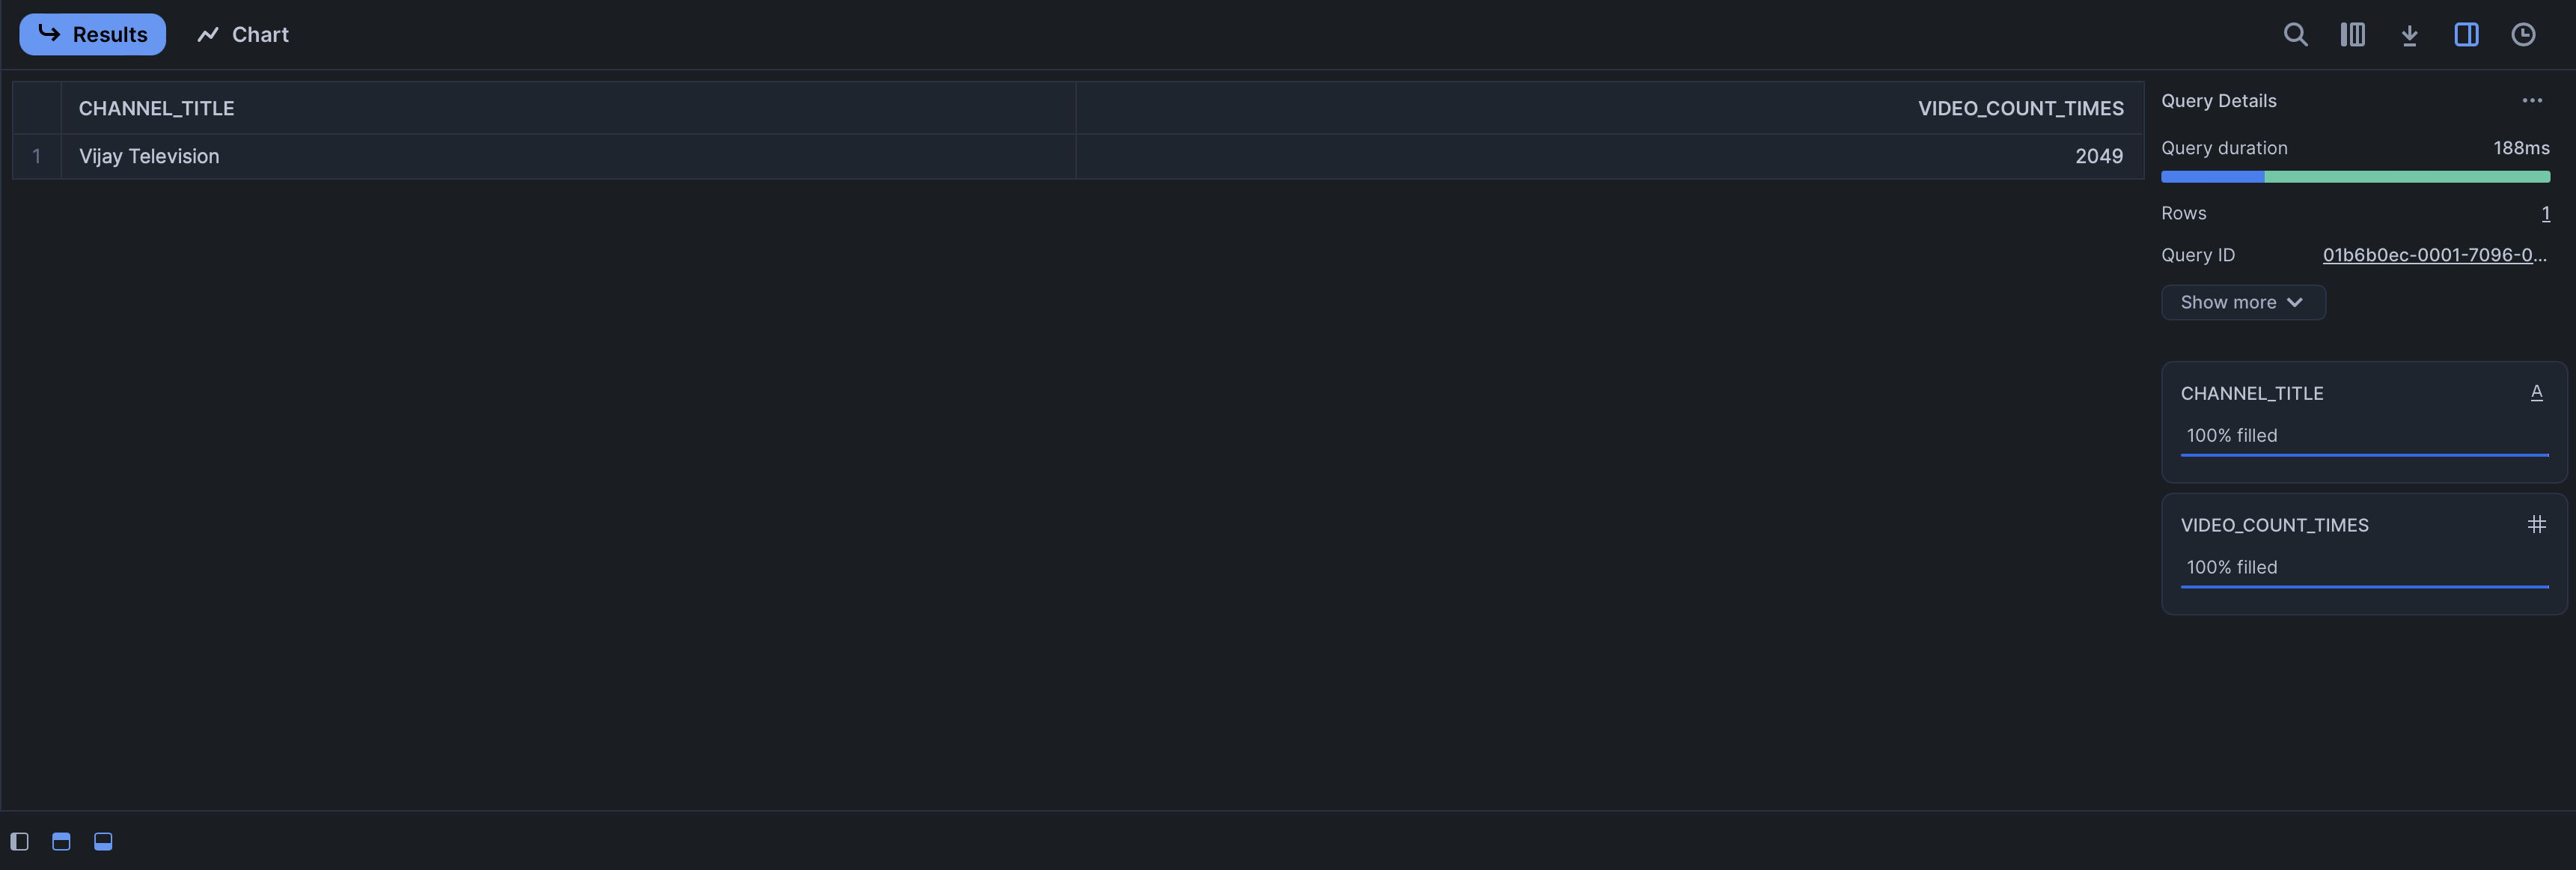 Results Chart
CHANNEL_TITLE VIDEO_COUNT_TIMES
1 Vijay Television 2049
Query Details ...
Query duration 188ms
Rows 1
Query ID 01b6b0ec-0001-7096-0...
Show more
CHANNEL_TITLE A
100% filled
VIDEO_COUNT_TIMES #
100% filled